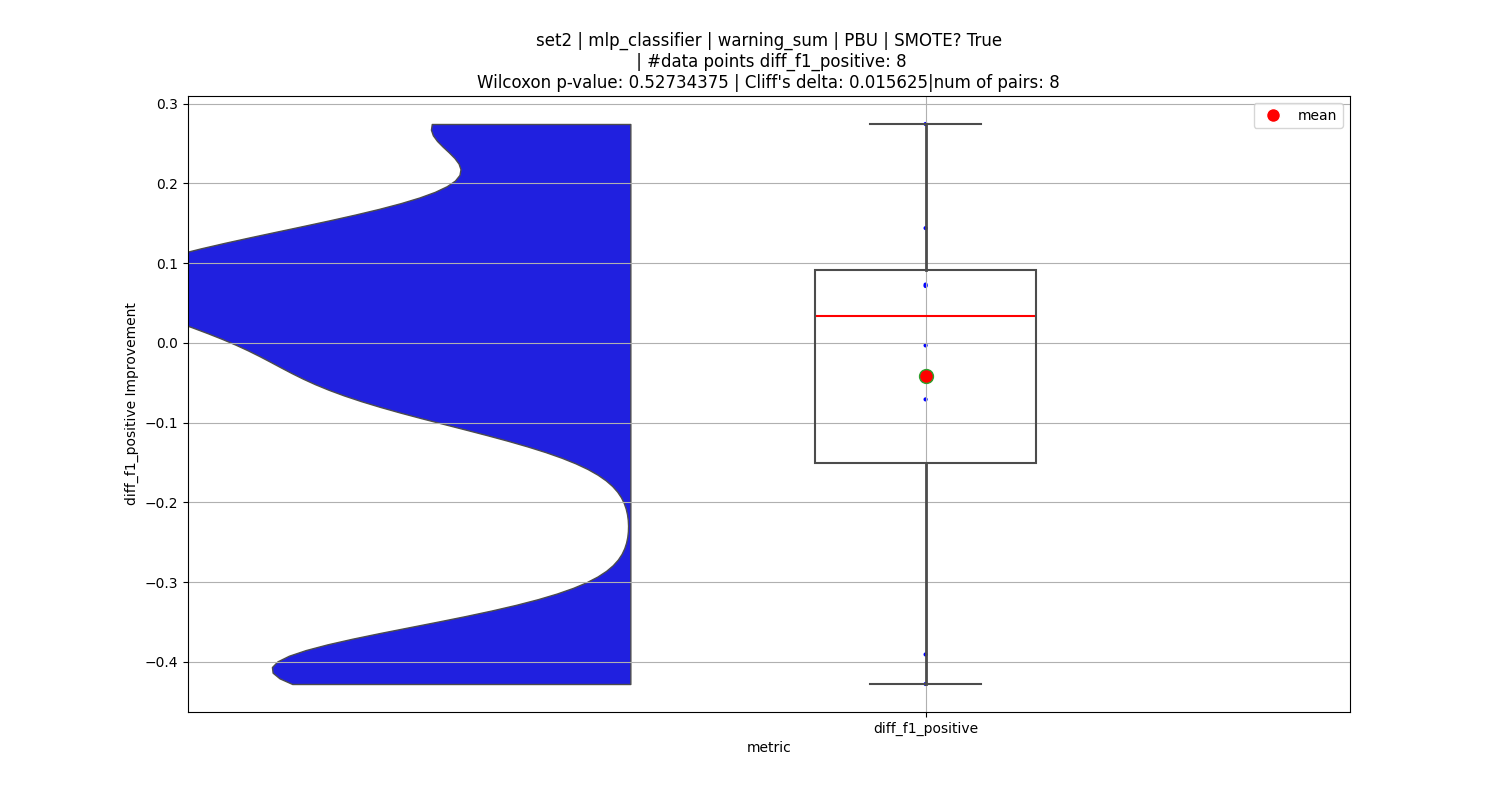 set2 | mlp_classifier | warning_sum | PBU | SMOTE? True
| #data points diff_f1_positive: 8
Wilcoxon p-value: 0.52734375 | Cliff's delta: 0.015625|num of pairs: 8
mean
0.3
0.2
0.1
0.0
−0.1
−0.2
−0.3
−0.4
diff_f1_positive Improvement
diff_f1_positive
metric